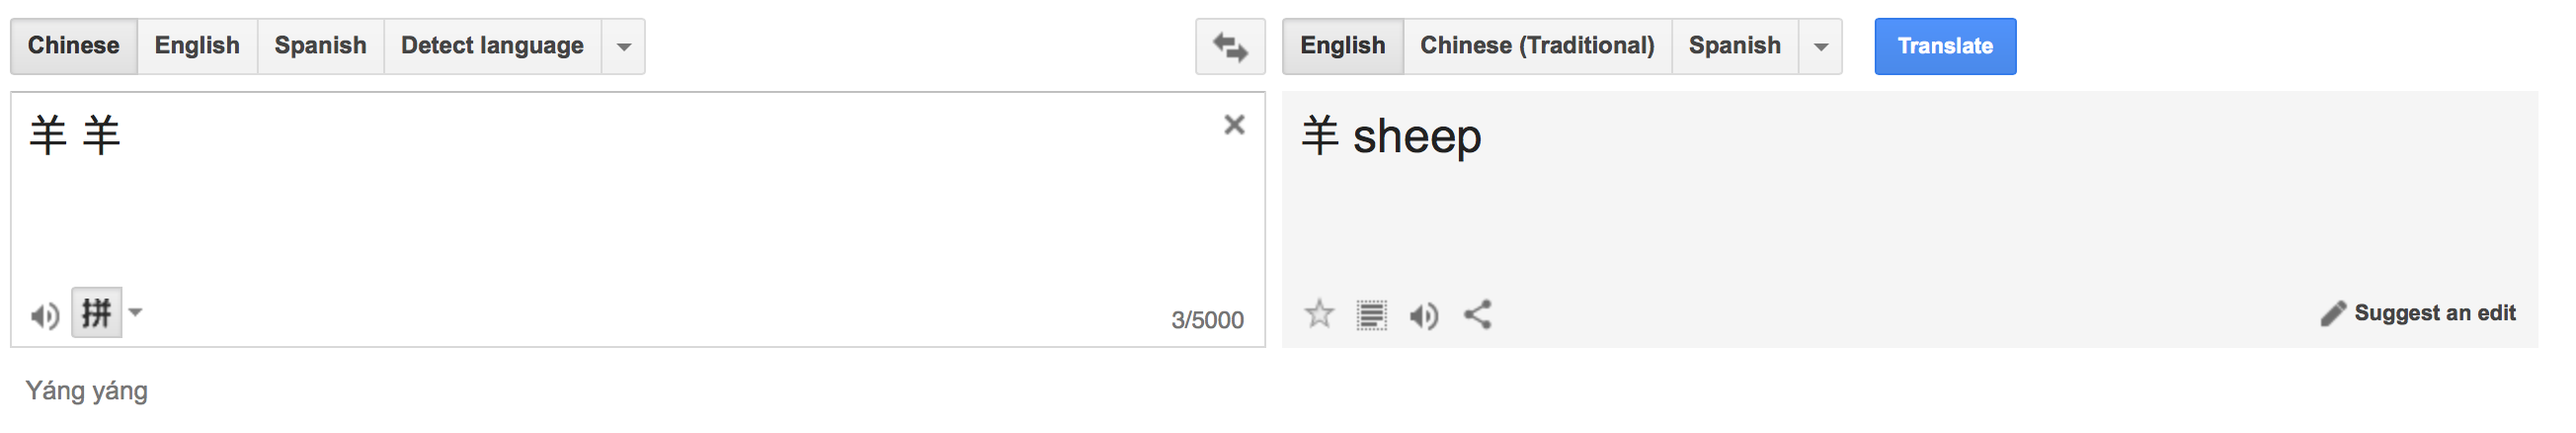 Chinese English Spanish Detect language English Chinese (Traditional) Spanish Translate
羊 羊
羊 sheep
拼
3/5000
Suggest an edit
Yáng yáng